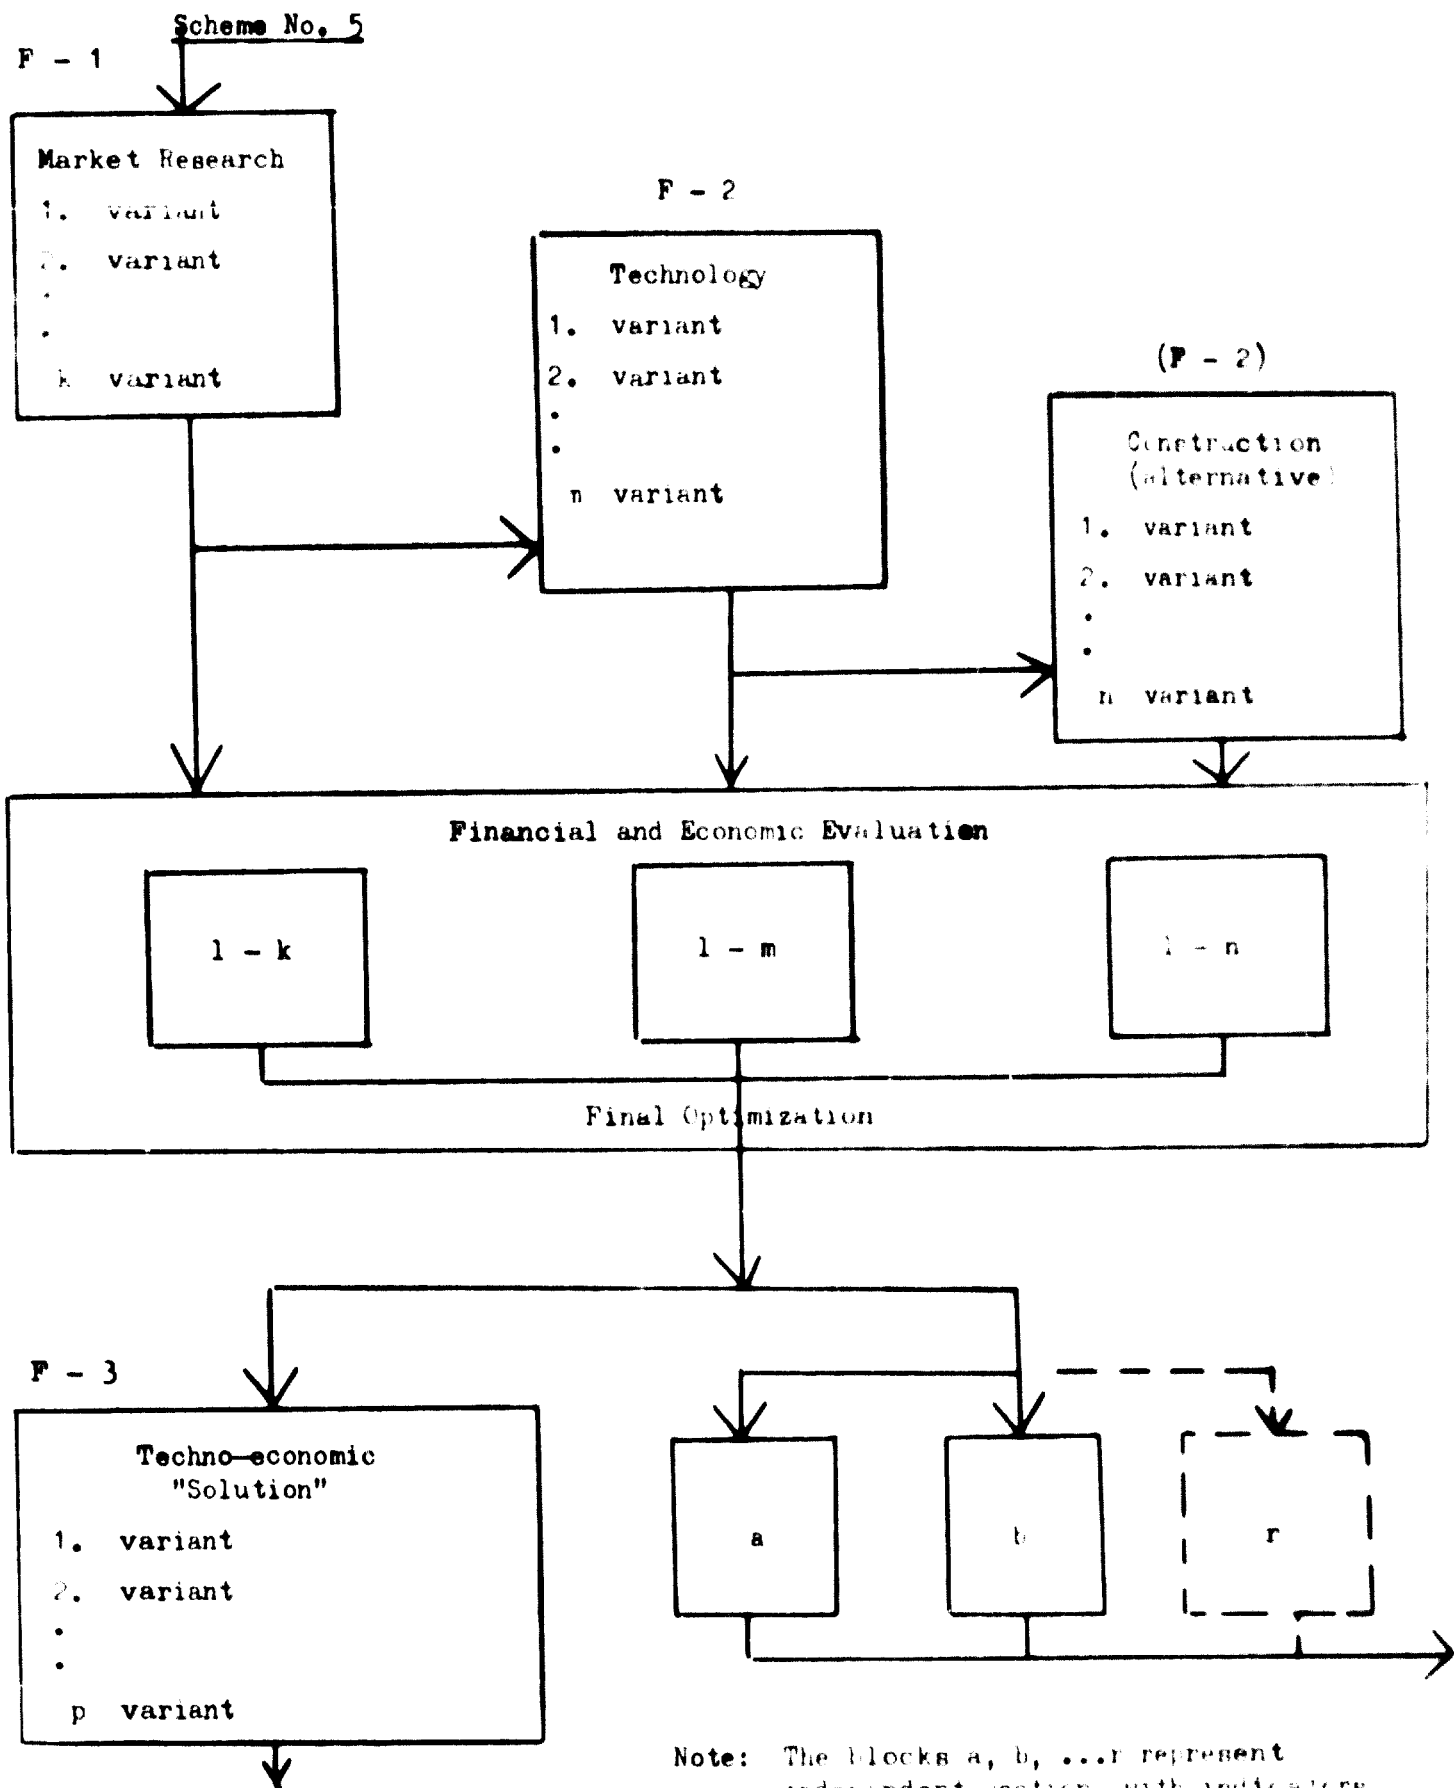 Scheme No. 5
F - 1
Market Research
1. variant
2. variant
.
.
k variant
F - 2
Technology
1. variant
2. variant
.
.
m variant
(F - 2)
Construction
(alternative)
1. variant
2. variant
.
.
n variant
Financial and Economic Evaluation
1 - k
1 - m
1 - n
Final Optimization
F - 3
Techno-economic
"Solution"
1. variant
2. variant
.
.
p variant
a
b
r
Note: The blocks a, b, ...r represent
with indicators